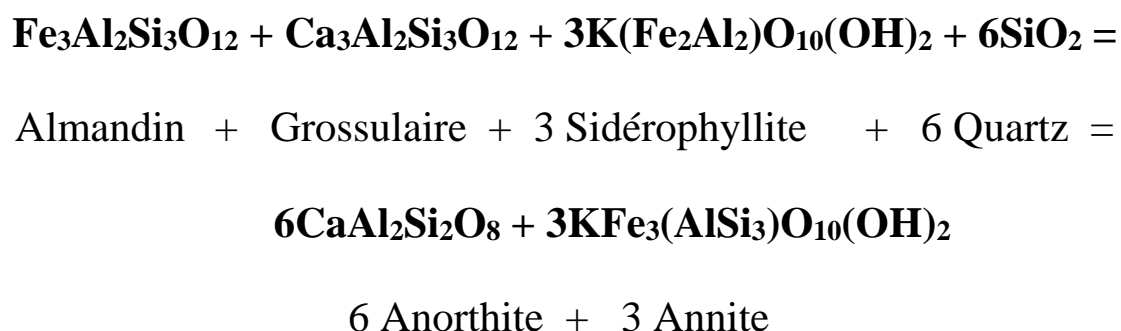 Fe₃Al₂Si₃O₁₂ + Ca₃Al₂Si₃O₁₂ + 3K(Fe₂Al₂)O₁₀(OH)₂ + 6SiO₂ =
Almandin + Grossulaire + 3 Sidérophyllite + 6 Quartz =
6CaAl₂Si₂O₈ + 3KFe₃(AlSi₃)O₁₀(OH)₂
6 Anorthite + 3 Annite